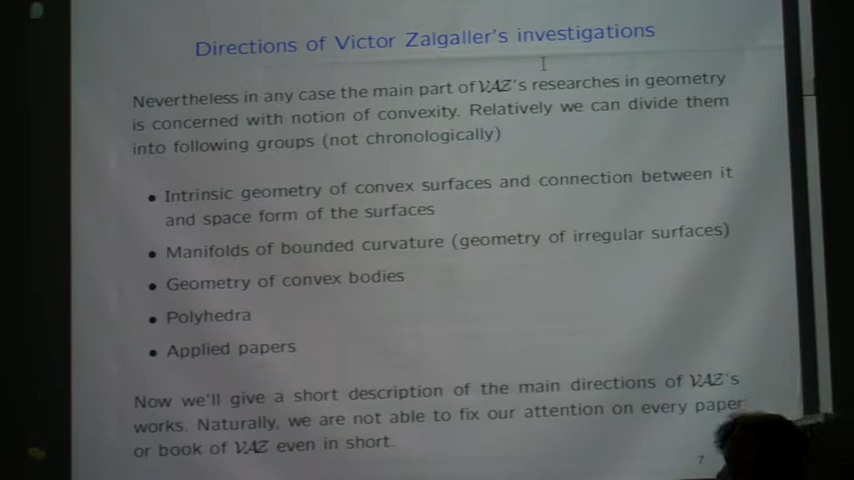 Directions of Victor Zalgaller's investigations
Nevertheless in any case the main part of VAZ's researches in geometry
is concerned with notion of convexity. Relatively we can divide them
into following groups (not chronologically)
• Intrinsic geometry of convex surfaces and connection between it
and space form of the surfaces
• Manifolds of bounded curvature (geometry of irregular surfaces)
• Geometry of convex bodies
• Polyhedra
• Applied papers
Now we'll give a short description of the main directions of VAZ's
works. Naturally, we are not able to fix our attention on every paper
or book of VAZ even in short.
7